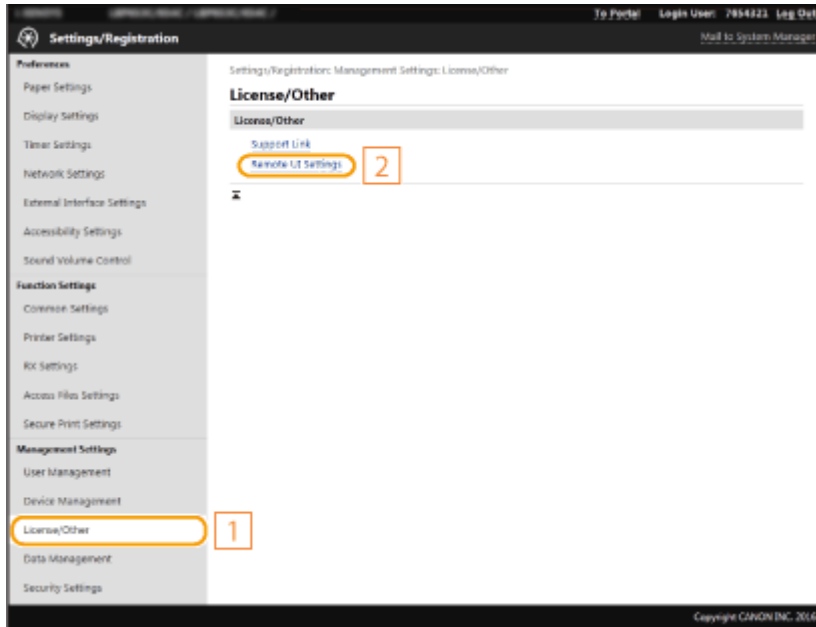 To Portal Login User: 7654321 Log Out
Settings/Registration
Mail to System Manager
Preferences
Paper Settings
Display Settings
Timer Settings
Network Settings
External Interface Settings
Accessibility Settings
Sound Volume Control
Function Settings
Common Settings
Printer Settings
RX Settings
Access Files Settings
Secure Print Settings
Management Settings
User Management
Device Management
License/Other
1
Data Management
Security Settings
Settings/Registration: Management Settings: License/Other
License/Other
License/Other
Support Link
Remote UI Settings
2
Copyright CANON INC. 2016